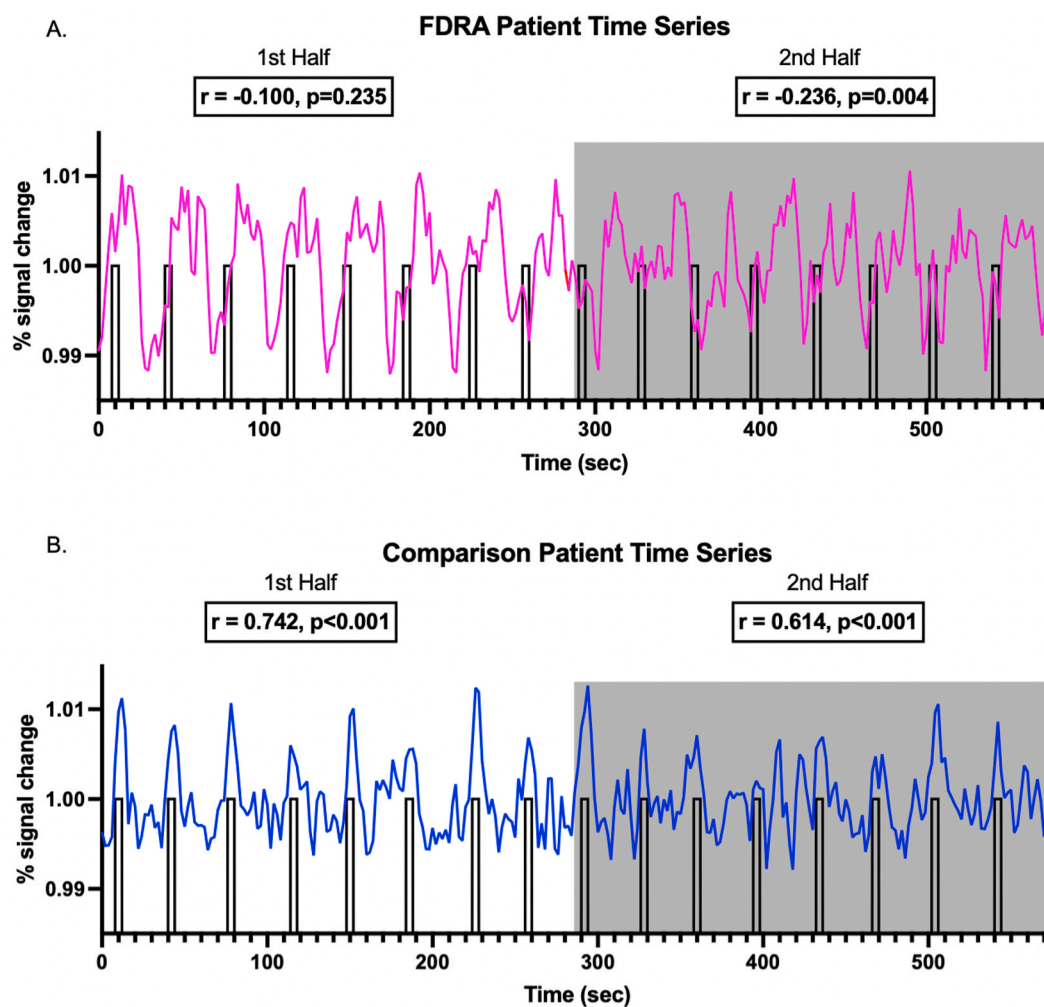 A.
FDRA Patient Time Series
1st Half
2nd Half
r = -0.100, p=0.235
r = -0.236, p=0.004
% signal change
1.01
1.00
0.99
0
100
200
300
400
500
Time (sec)
B.
Comparison Patient Time Series
1st Half
2nd Half
r = 0.742, p<0.001
r = 0.614, p<0.001
% signal change
1.01
1.00
0.99
0
100
200
300
400
500
Time (sec)